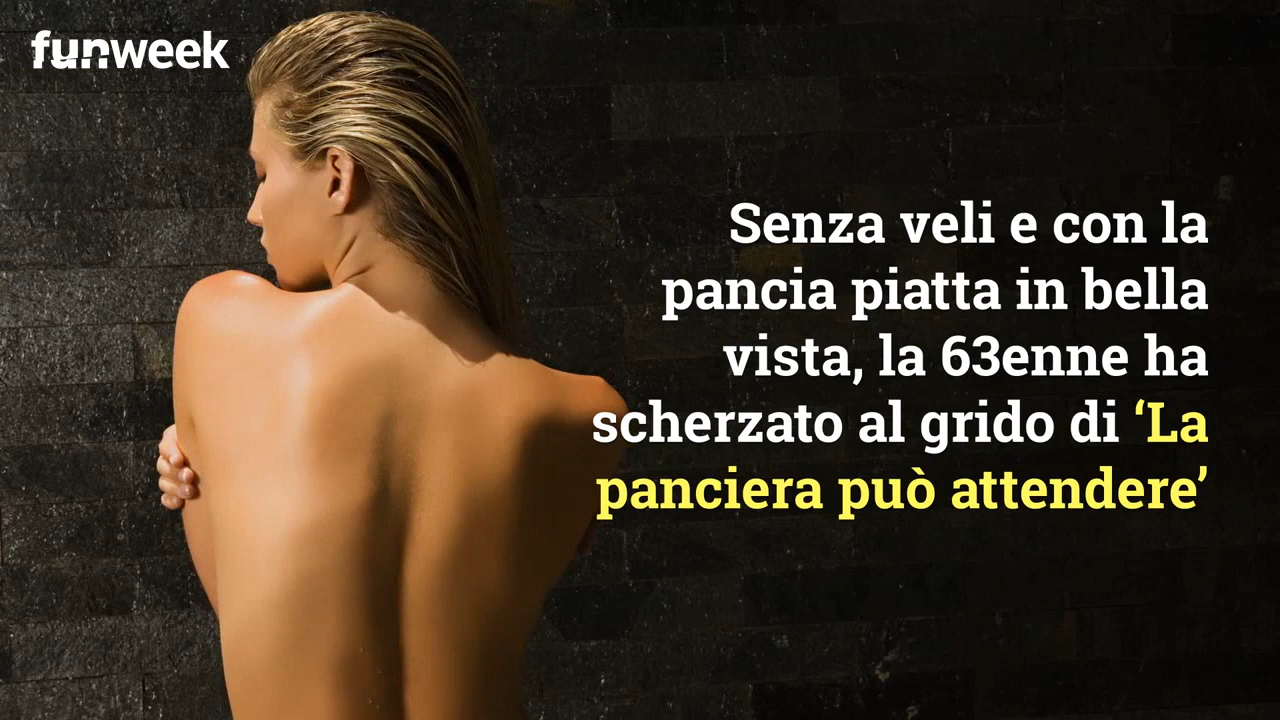 funweek
Senza veli e con la
pancia piatta in bella
vista, la 63enne ha
scherzato al grido di ‘La
panciera può attendere’